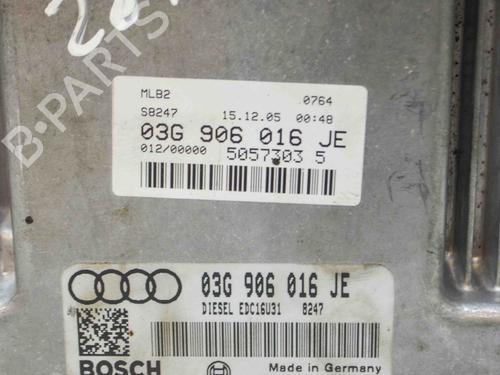 B-PARTS
MLB2 0764
S8247 15.12.05 00:48
03G 906 016 JE
012/00000 5057303 5
03G 906 016 JE
DIESEL EDC16U31 8247
BOSCH Made in Germany